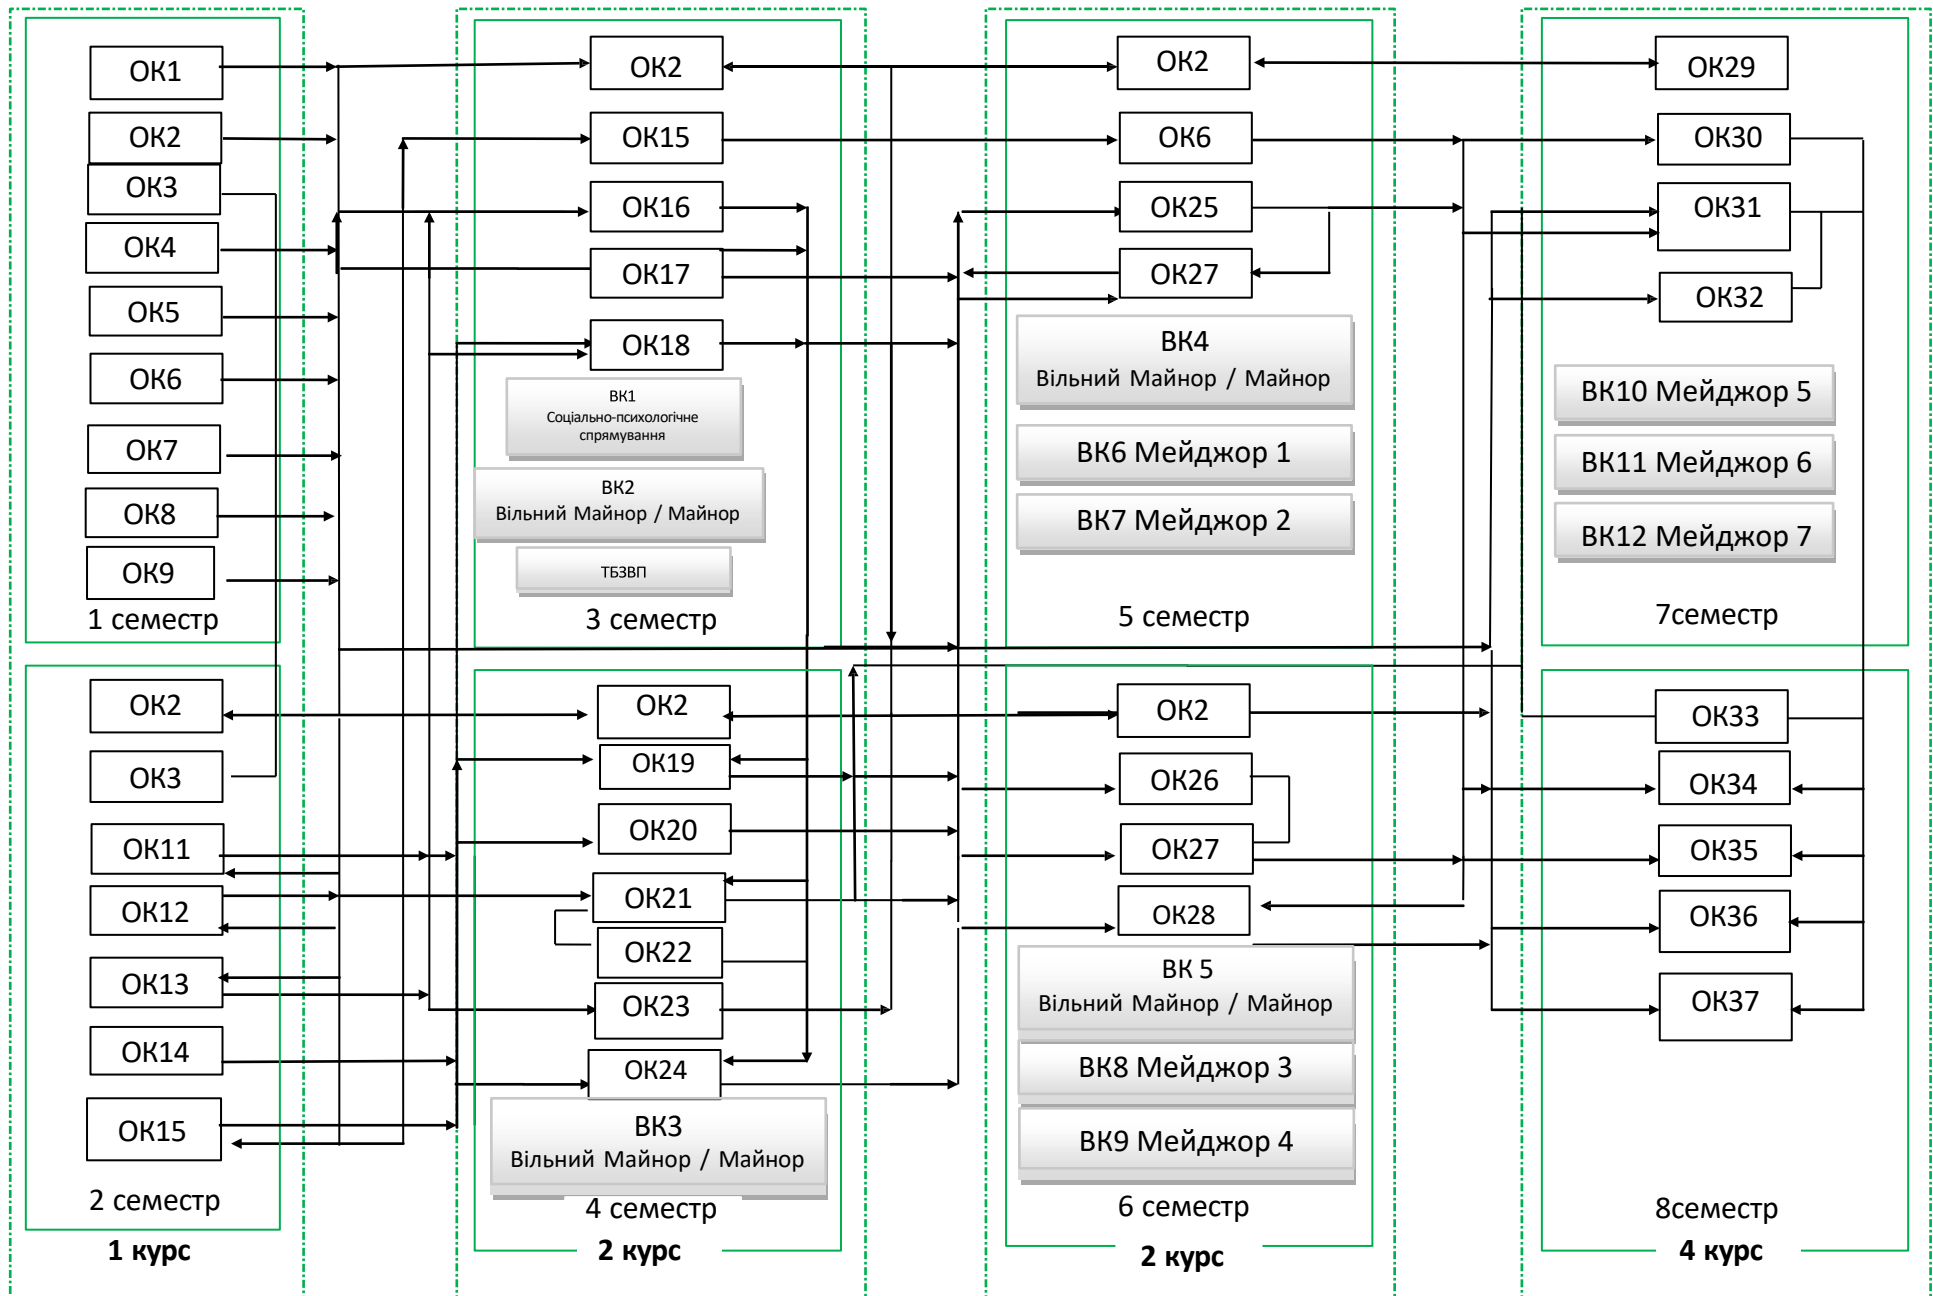 ОК1
ОК2
ОК3
ОК4
ОК5
ОК6
ОК7
ОК8
ОК9
1 семестр
ОК2
ОК3
ОК11
ОК12
ОК13
ОК14
ОК15
2 семестр
1 курс
ОК2
ОК15
ОК16
ОК17
ОК18
ВК1
Соціально-психологічне
спрямування
ВК2
Вільний Майнор / Майнор
ТБЗВП
3 семестр
ОК2
ОК19
ОК20
ОК21
ОК22
ОК23
ОК24
ВК3
Вільний Майнор / Майнор
4 семестр
2 курс
ОК2
ОК6
ОК25
ОК27
ВК4
Вільний Майнор / Майнор
ВК6 Мейджор 1
ВК7 Мейджор 2
5 семестр
ОК2
ОК26
ОК27
ОК28
ВК 5
Вільний Майнор / Майнор
ВК8 Мейджор 3
ВК9 Мейджор 4
6 семестр
2 курс
ОК29
ОК30
ОК31
ОК32
ВК10 Мейджор 5
ВК11 Мейджор 6
ВК12 Мейджор 7
7семестр
ОК33
ОК34
ОК35
ОК36
ОК37
8семестр
4 курс